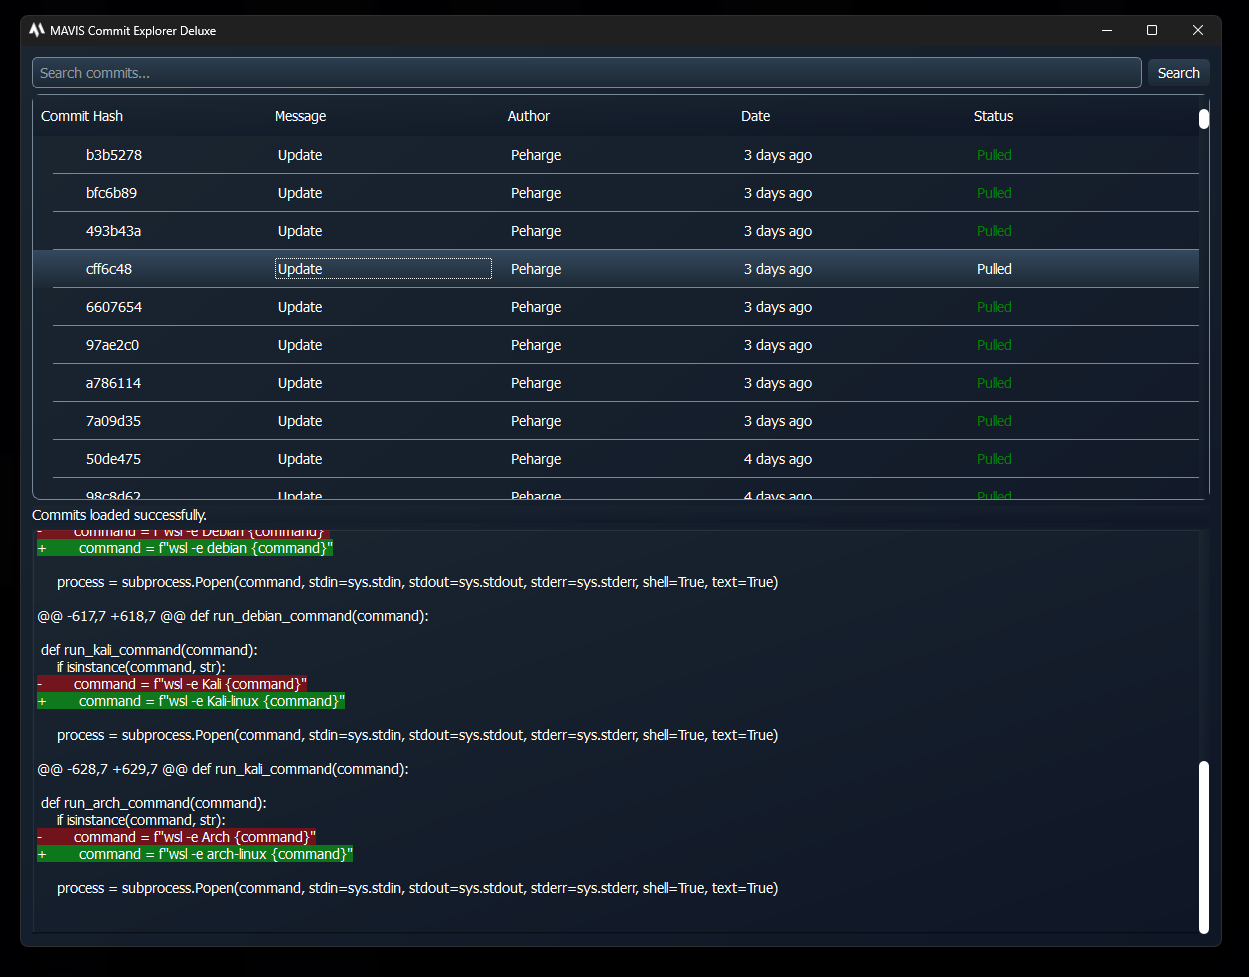 MAVIS Commit Explorer Deluxe
Search commits... Search
Commit Hash Message Author Date Status
b3b5278 Update Peharge 3 days ago Pulled
bfc6b89 Update Peharge 3 days ago Pulled
493b43a Update Peharge 3 days ago Pulled
cff6c48 Update Peharge 3 days ago Pulled
6607654 Update Peharge 3 days ago Pulled
97ae2c0 Update Peharge 3 days ago Pulled
a786114 Update Peharge 3 days ago Pulled
7a09d35 Update Peharge 3 days ago Pulled
50de475 Update Peharge 4 days ago Pulled
98c8d62 Update Peharge 4 days ago Pulled
Commits loaded successfully.
-        command = f"wsl -e Debian {command}"
+        command = f"wsl -e debian {command}"
process = subprocess.Popen(command, stdin=sys.stdin, stdout=sys.stdout, stderr=sys.stderr, shell=True, text=True)
@@ -617,7 +618,7 @@ def run_debian_command(command):
def run_kali_command(command):
if isinstance(command, str):
-        command = f"wsl -e Kali {command}"
+        command = f"wsl -e Kali-linux {command}"
process = subprocess.Popen(command, stdin=sys.stdin, stdout=sys.stdout, stderr=sys.stderr, shell=True, text=True)
@@ -628,7 +629,7 @@ def run_kali_command(command):
def run_arch_command(command):
if isinstance(command, str):
-        command = f"wsl -e Arch {command}"
+        command = f"wsl -e arch-linux {command}"
process = subprocess.Popen(command, stdin=sys.stdin, stdout=sys.stdout, stderr=sys.stderr, shell=True, text=True)